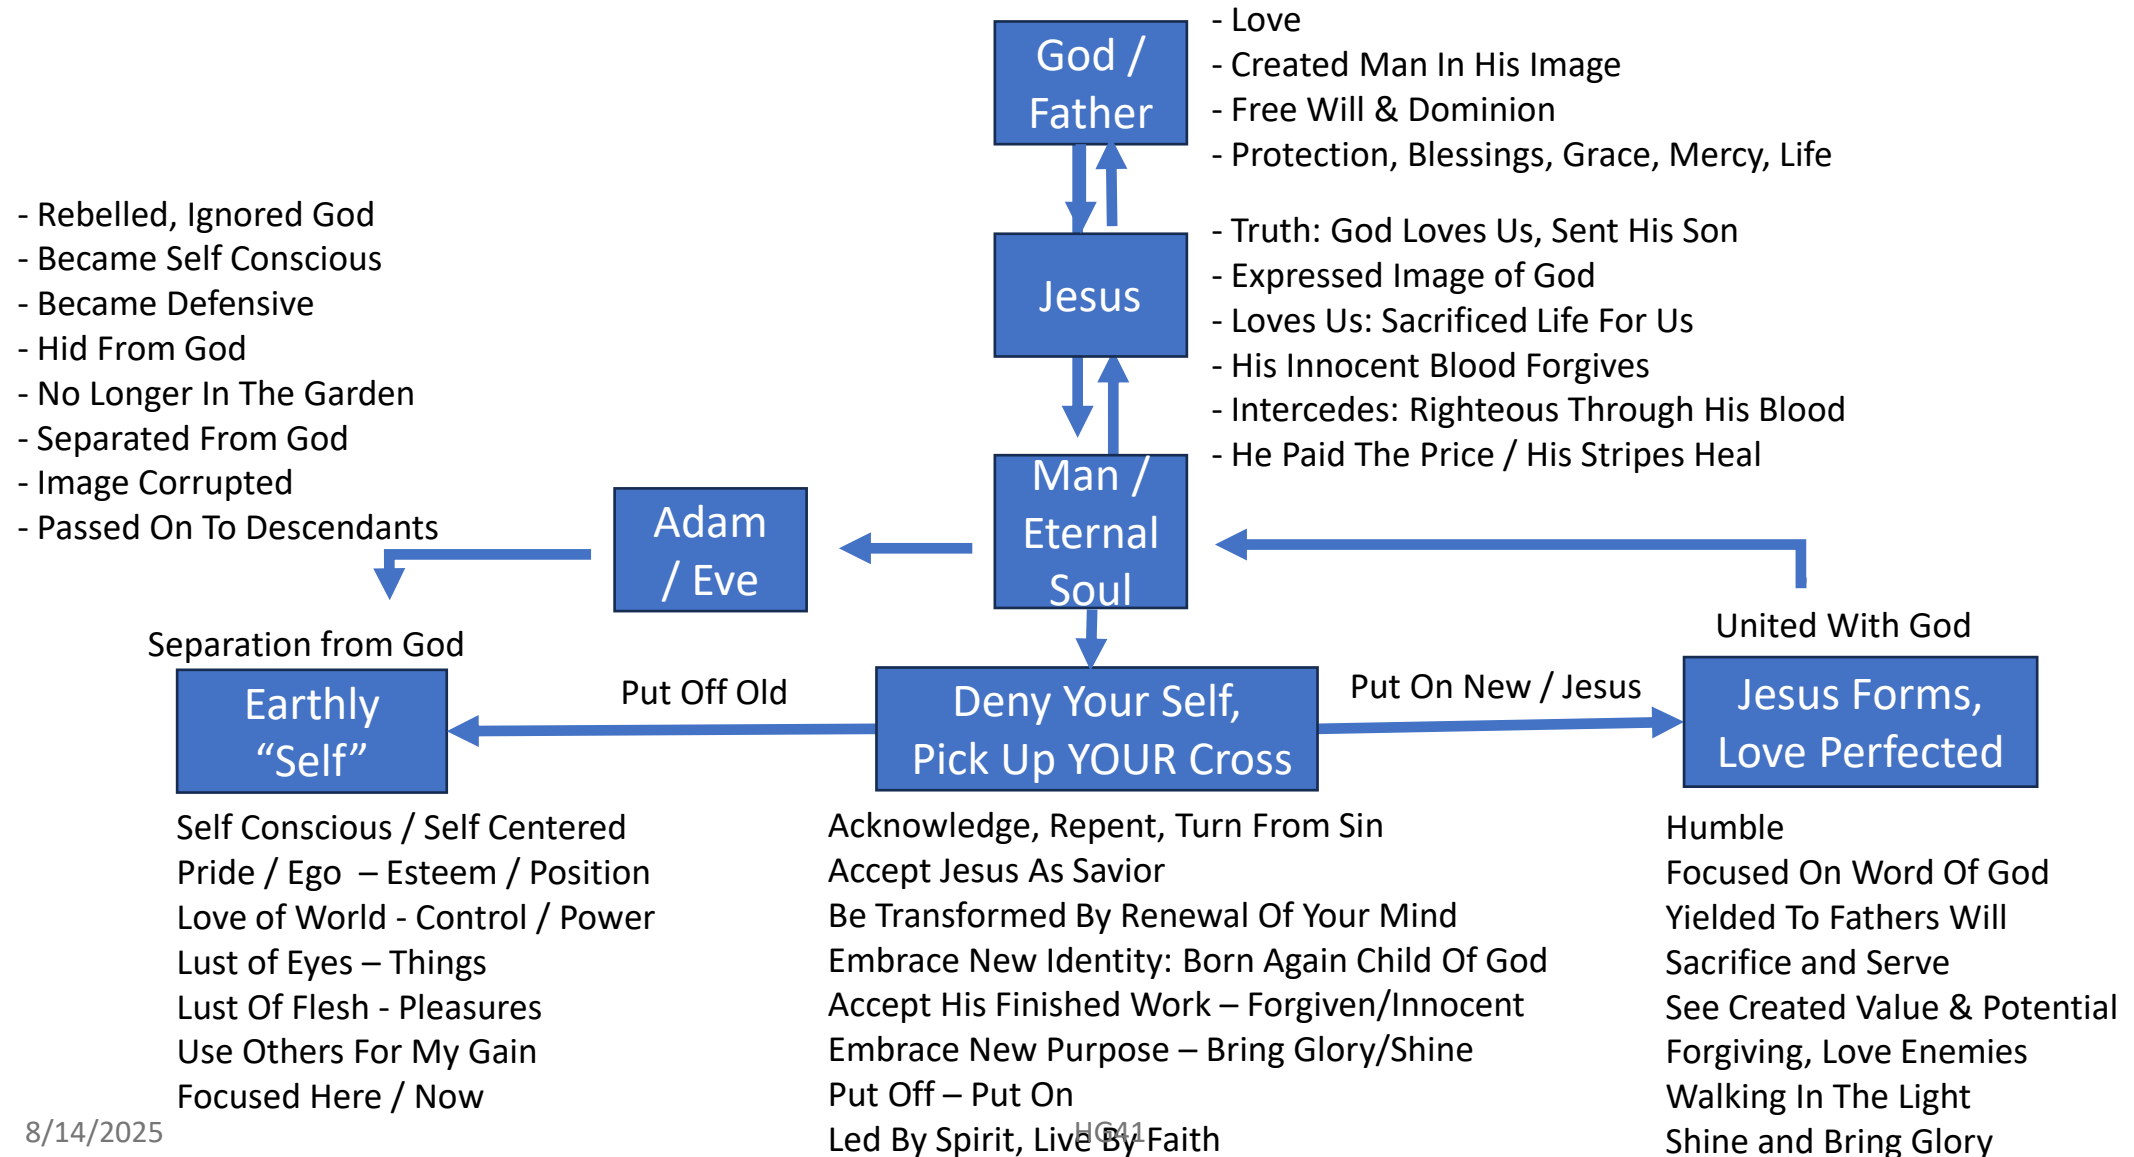 God /
Father
- Love
- Created Man In His Image
- Free Will & Dominion
- Protection, Blessings, Grace, Mercy, Life
Jesus
- Truth: God Loves Us, Sent His Son
- Expressed Image of God
- Loves Us: Sacrificed Life For Us
- His Innocent Blood Forgives
- Intercedes: Righteous Through His Blood
- He Paid The Price / His Stripes Heal
- Rebelled, Ignored God
- Became Self Conscious
- Became Defensive
- Hid From God
- No Longer In The Garden
- Separated From God
- Image Corrupted
- Passed On To Descendants
Adam
/ Eve
Man /
Eternal
Soul
Separation from God
Earthly
“Self”
Put Off Old
Deny Your Self,
Pick Up YOUR Cross
Put On New / Jesus
United With God
Jesus Forms,
Love Perfected
Self Conscious / Self Centered
Pride / Ego  – Esteem / Position
Love of World - Control / Power
Lust of Eyes – Things
Lust Of Flesh - Pleasures
Use Others For My Gain
Focused Here / Now
Acknowledge, Repent, Turn From Sin
Accept Jesus As Savior
Be Transformed By Renewal Of Your Mind
Embrace New Identity: Born Again Child Of God
Accept His Finished Work – Forgiven/Innocent
Embrace New Purpose – Bring Glory/Shine
Put Off – Put On
Led By Spirit, Live By Faith
Humble
Focused On Word Of God
Yielded To Fathers Will
Sacrifice and Serve
See Created Value & Potential
Forgiving, Love Enemies
Walking In The Light
Shine and Bring Glory
8/14/2025
HG41